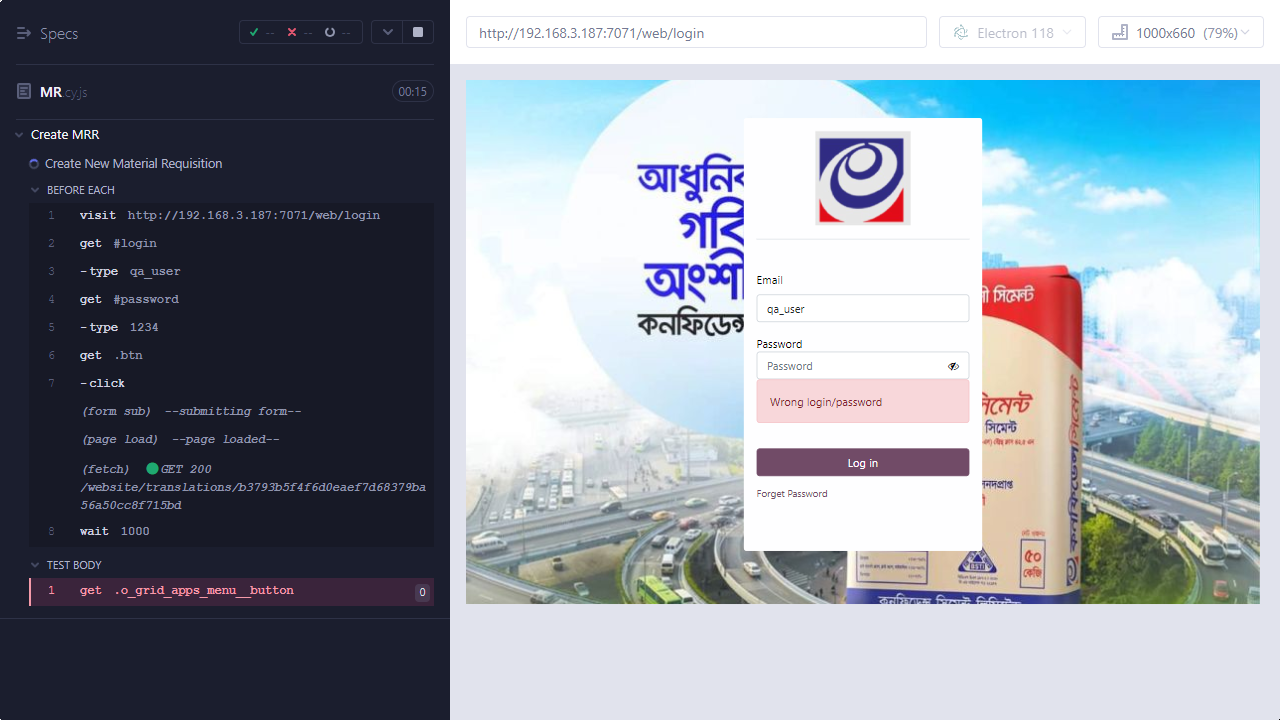 Specs
-- -- --
MR.cy.js
00:15
Create MRR
Create New Material Requisition
BEFORE EACH
1 visit http://192.168.3.187:7071/web/login
2 get #login
3 -type qa_user
4 get #password
5 -type 1234
6 get .btn
7 -click
(form sub) --submitting form--
(page load) --page loaded--
(fetch) GET 200
/website/translations/b3793b5f4f6d0eaef7d68379ba
56a50cc8f715bd
8 wait 1000
TEST BODY
1 get .o_grid_apps_menu__button 0
http://192.168.3.187:7071/web/login
Electron 118
1000x660 (79%)
আধুনিক
কনফিডেন্স
Email
qa_user
Password
Password
Wrong login/password
Log in
Forget Password
সিমেন্ট
সিমেন্ট
৫০
কেজি
কনফিডেন্স সিমেন্ট লিমিটেড